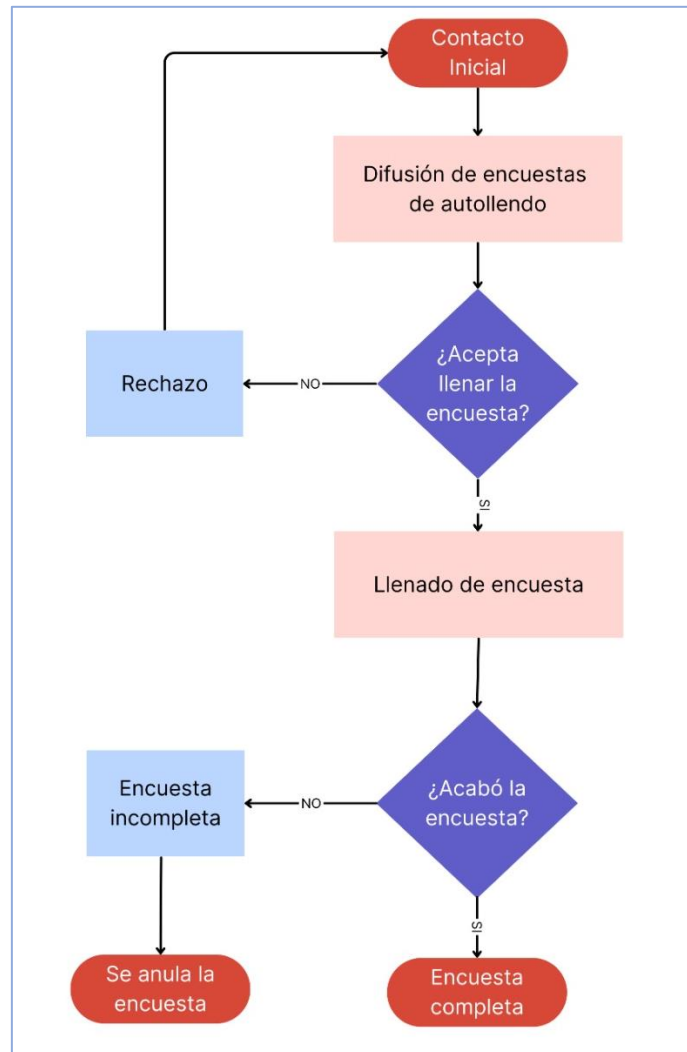 Contacto
Inicial
Difusión de encuestas
de autollendo
¿Acepta
llenar la
encuesta?
NO
Rechazo
SI
Llenado de encuesta
¿Acabó la
encuesta?
NO
Encuesta
incompleta
SI
Se anula la
encuesta
Encuesta
completa